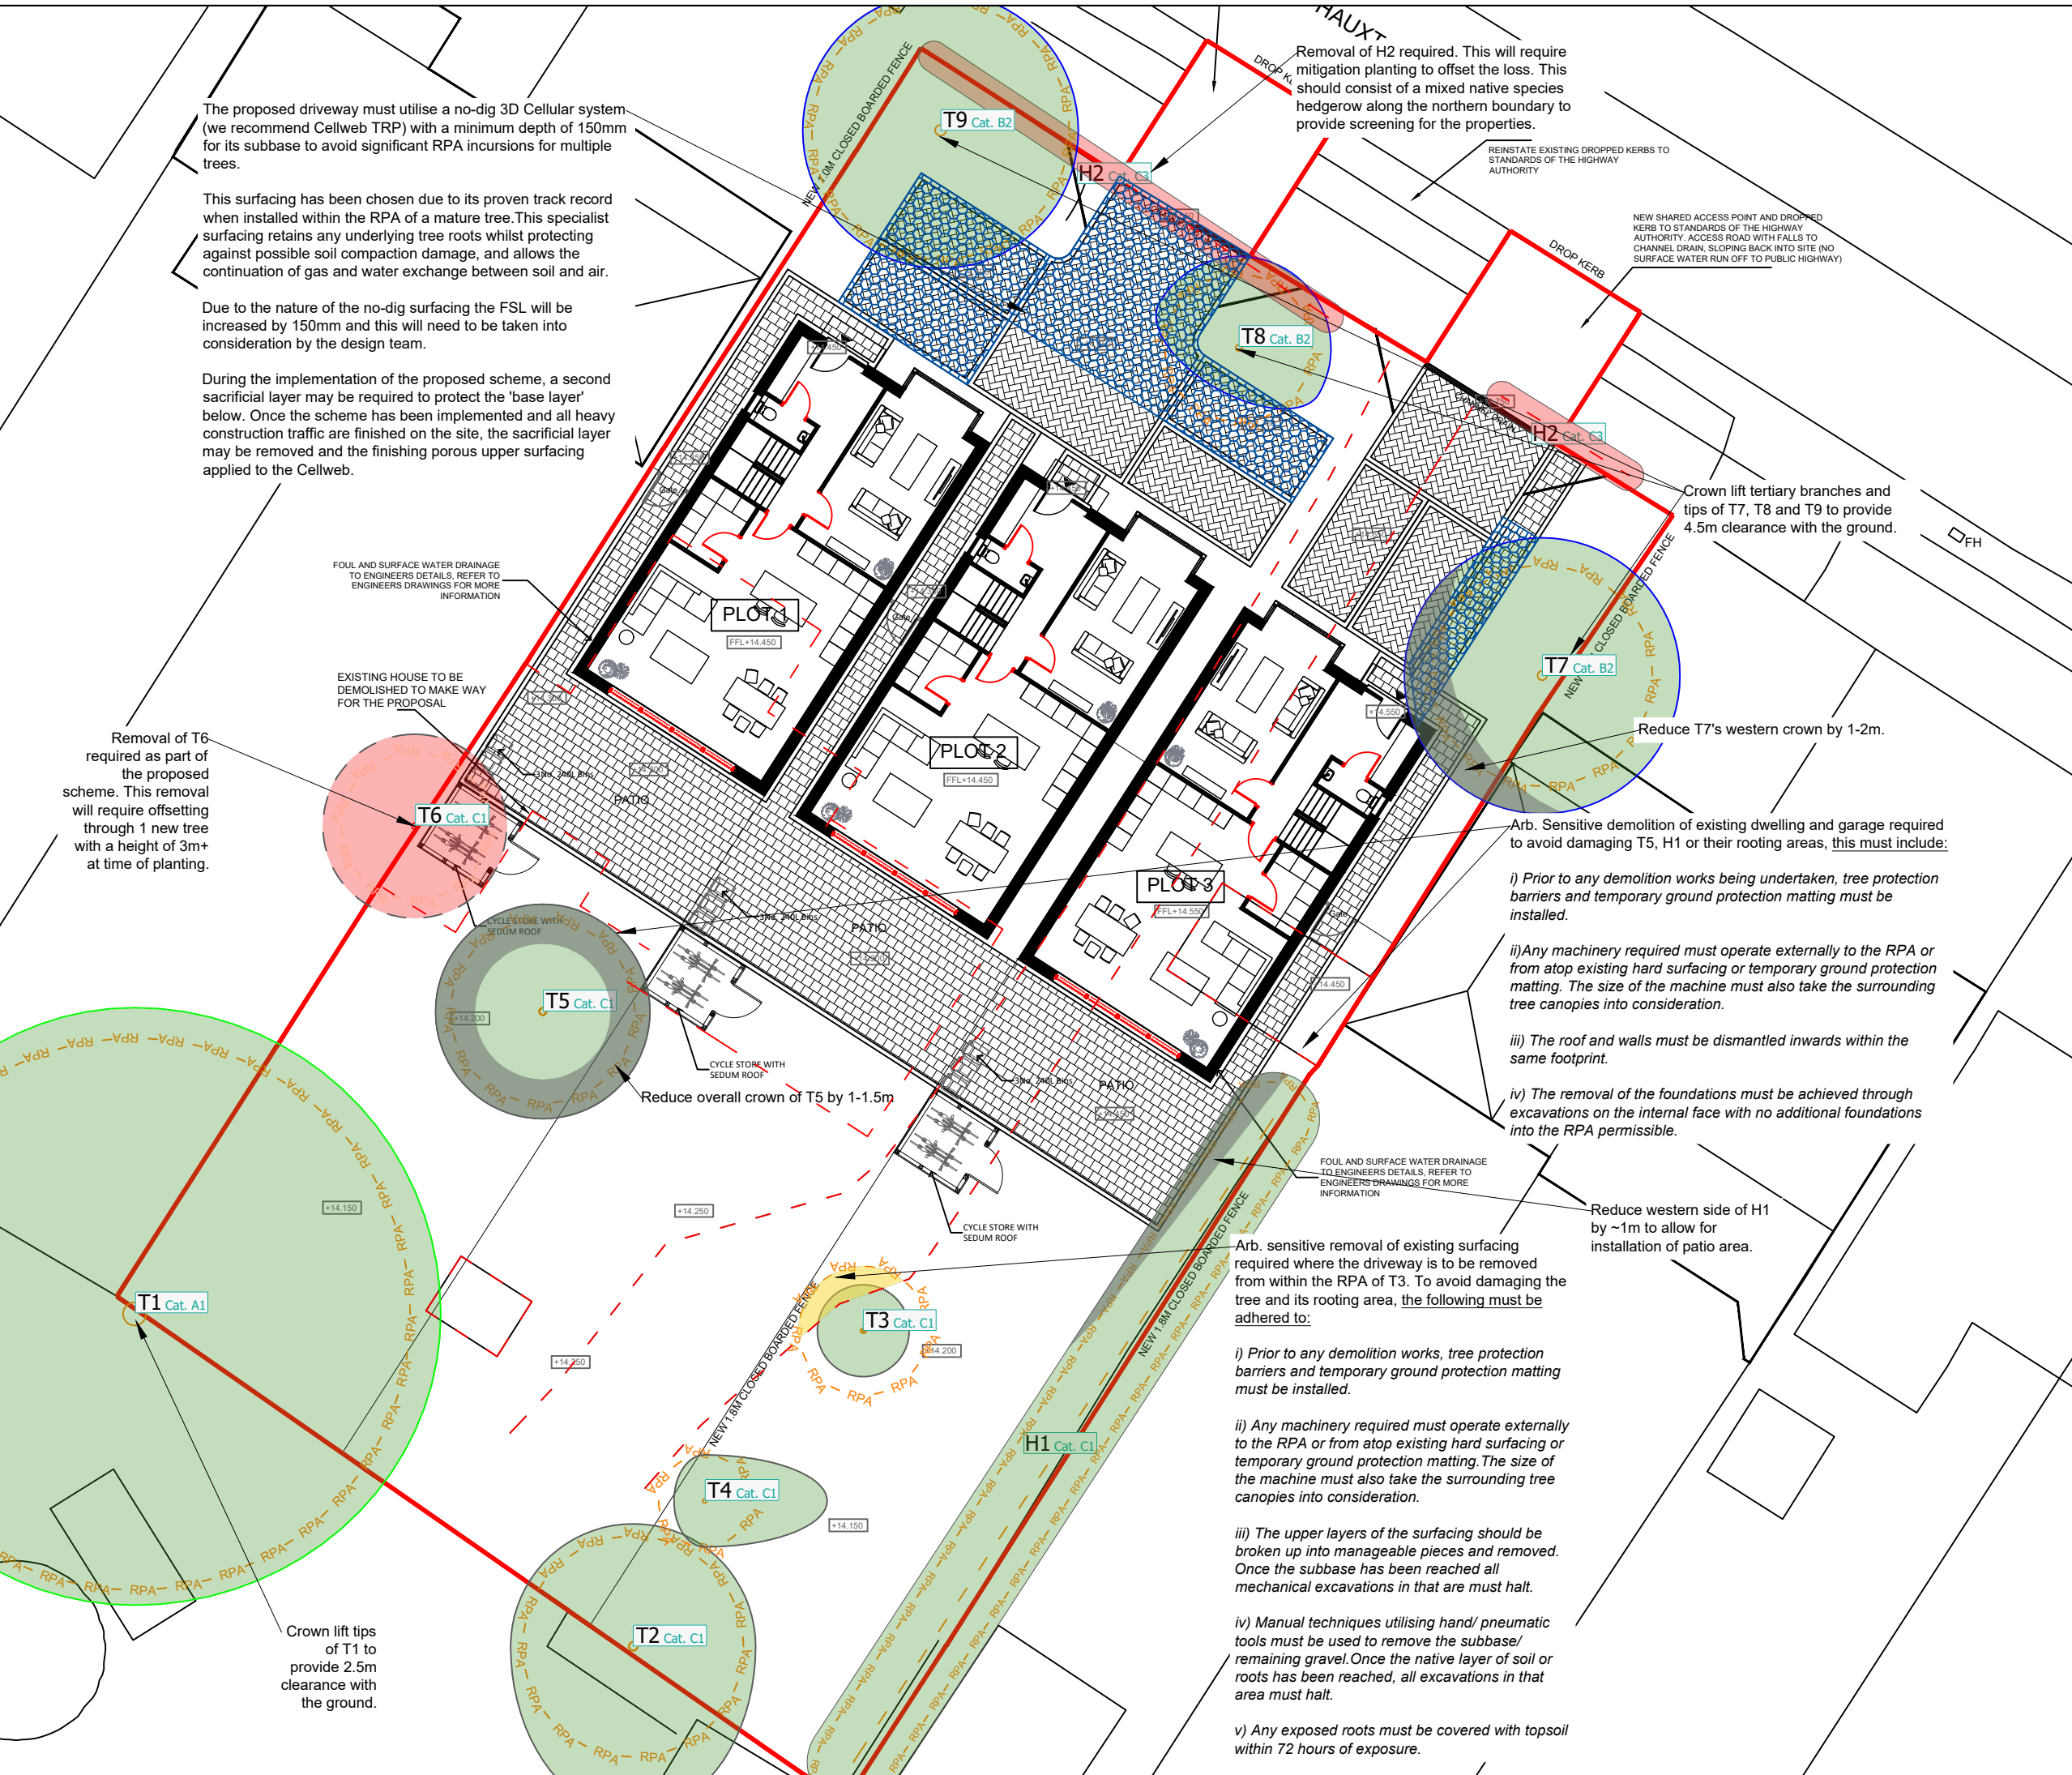 HAUXT
DROP KE
Removal of H2 required. This will require
mitigation planting to offset the loss. This
should consist of a mixed native species
hedgerow along the northern boundary to
provide screening for the properties.
The proposed driveway must utilise a no-dig 3D Cellular system
(we recommend Cellweb TRP) with a minimum depth of 150mm
for its subbase to avoid significant RPA incursions for multiple
trees.
This surfacing has been chosen due to its proven track record
when installed within the RPA of a mature tree.This specialist
surfacing retains any underlying tree roots whilst protecting
against possible soil compaction damage, and allows the
continuation of gas and water exchange between soil and air.
Due to the nature of the no-dig surfacing the FSL will be
increased by 150mm and this will need to be taken into
consideration by the design team.
During the implementation of the proposed scheme, a second
sacrificial layer may be required to protect the 'base layer'
below. Once the scheme has been implemented and all heavy
construction traffic are finished on the site, the sacrificial layer
may be removed and the finishing porous upper surfacing
applied to the Cellweb.
T9 Cat. B2
H2 Cat. C3
REINSTATE EXISTING DROPPED KERBS TO
STANDARDS OF THE HIGHWAY
AUTHORITY
NEW SHARED ACCESS POINT AND DROPPED
KERB TO STANDARDS OF THE HIGHWAY
AUTHORITY. ACCESS ROAD WITH FALLS TO
CHANNEL DRAIN, SLOPING BACK INTO SITE (NO
SURFACE WATER RUN OFF TO PUBLIC HIGHWAY)
DROP KERB
T8 Cat. B2
H2 Cat. C3
Crown lift tertiary branches and
tips of T7, T8 and T9 to provide
4.5m clearance with the ground.
FH
FOUL AND SURFACE WATER DRAINAGE
TO ENGINEERS DETAILS, REFER TO
ENGINEERS DRAWINGS FOR MORE
INFORMATION
PLOT 1
FFL+14.450
EXISTING HOUSE TO BE
DEMOLISHED TO MAKE WAY
FOR THE PROPOSAL
T7 Cat. B2
+14.550
Reduce T7's western crown by 1-2m.
Removal of T6
required as part of
the proposed
scheme. This removal
will require offsetting
through 1 new tree
with a height of 3m+
at time of planting.
PLOT 2
FFL+14.450
3No. 240L Bins
PATIO
T6 Cat. C1
PLOT 3
FFL+14.550
Gate
Arb. Sensitive demolition of existing dwelling and garage required
to avoid damaging T5, H1 or their rooting areas, this must include:
i) Prior to any demolition works being undertaken, tree protection
barriers and temporary ground protection matting must be
installed.
ii)Any machinery required must operate externally to the RPA or
from atop existing hard surfacing or temporary ground protection
matting. The size of the machine must also take the surrounding
tree canopies into consideration.
iii) The roof and walls must be dismantled inwards within the
same footprint.
iv) The removal of the foundations must be achieved through
excavations on the internal face with no additional foundations
into the RPA permissible.
CYCLE STORE WITH
SEDUM ROOF
3No. 240L Bins
PATIO
+14.450
T5 Cat. C1
+14.200
CYCLE STORE WITH
SEDUM ROOF
Reduce overall crown of T5 by 1-1.5m
3No. 240L Bins
PATIO
+14.450
FOUL AND SURFACE WATER DRAINAGE
TO ENGINEERS DETAILS, REFER TO
ENGINEERS DRAWINGS FOR MORE
INFORMATION
Reduce western side of H1
by ~1m to allow for
installation of patio area.
+14.150
+14.250
CYCLE STORE WITH
SEDUM ROOF
NEW 1.8M CLOSED BOARDED FENCE
Arb. sensitive removal of existing surfacing
required where the driveway is to be removed
from within the RPA of T3. To avoid damaging the
tree and its rooting area, the following must be
adhered to:
i) Prior to any demolition works, tree protection
barriers and temporary ground protection matting
must be installed.
ii) Any machinery required must operate externally
to the RPA or from atop existing hard surfacing or
temporary ground protection matting.The size of
the machine must also take the surrounding tree
canopies into consideration.
iii) The upper layers of the surfacing should be
broken up into manageable pieces and removed.
Once the subbase has been reached all
mechanical excavations in that are must halt.
iv) Manual techniques utilising hand/ pneumatic
tools must be used to remove the subbase/
remaining gravel.Once the native layer of soil or
roots has been reached, all excavations in that
area must halt.
v) Any exposed roots must be covered with topsoil
within 72 hours of exposure.
T1 Cat. A1
T3 Cat. C1
+14.200
+14.250
NEW 1.8M CLOSED BOARDED FENCE
H1 Cat. C1
T4 Cat. C1
+14.150
T2 Cat. C1
Crown lift tips
of T1 to
provide 2.5m
clearance with
the ground.